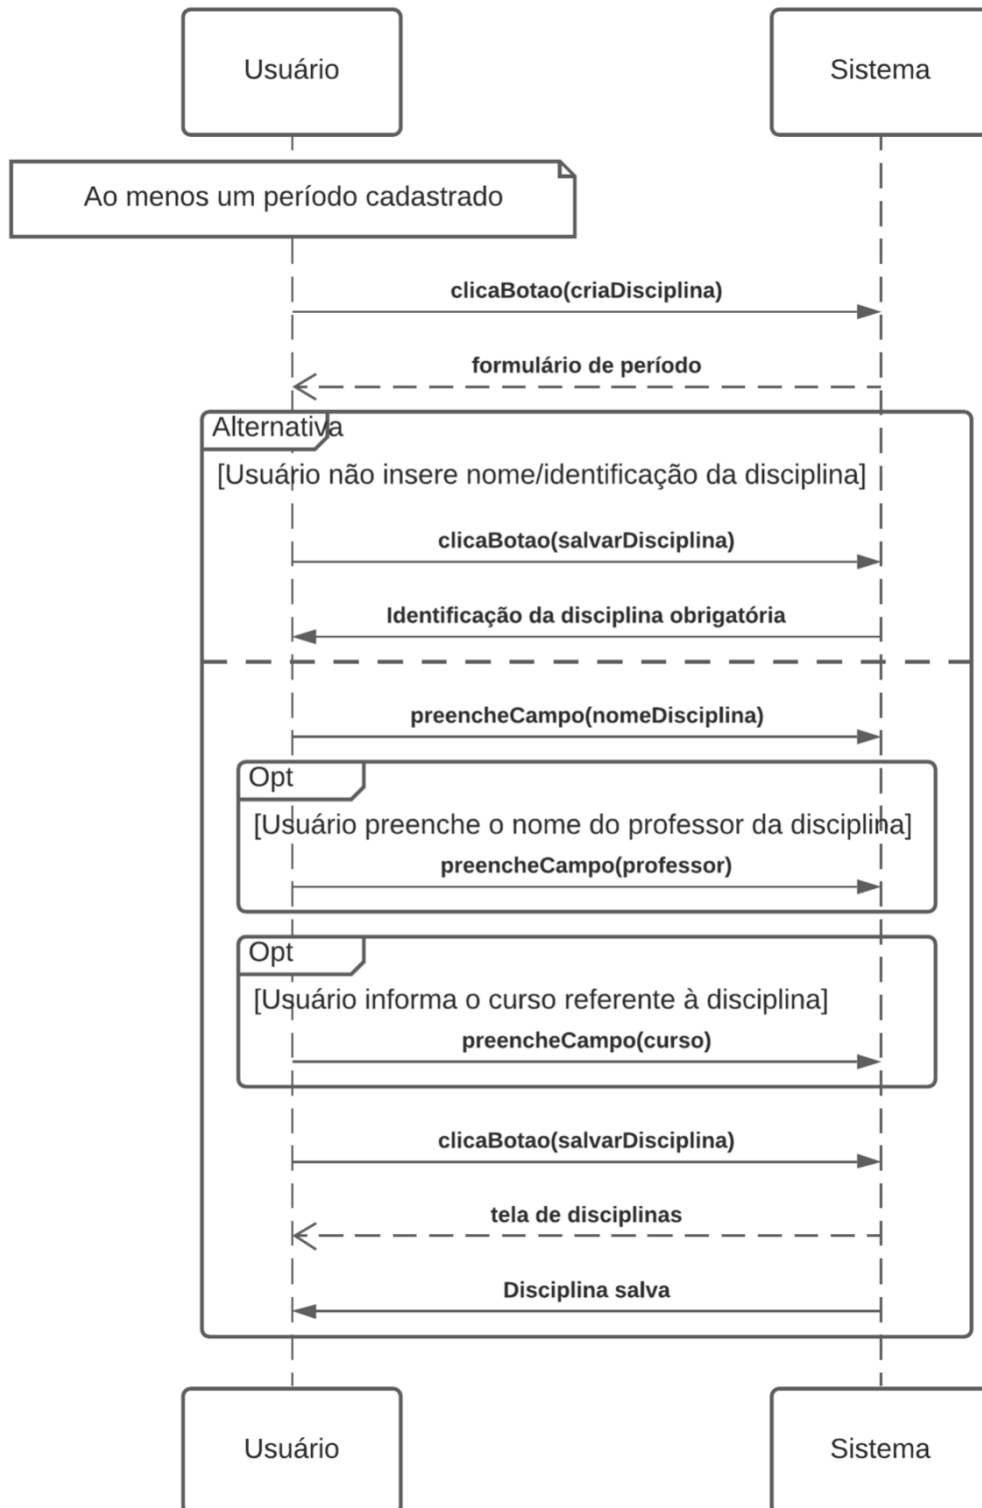 Usuário
Sistema
Ao menos um período cadastrado
clicaBotao(criaDisciplina)
formulário de período
Alternativa
[Usuário não insere nome/identificação da disciplina]
clicaBotao(salvarDisciplina)
Identificação da disciplina obrigatória
preencheCampo(nomeDisciplina)
Opt
[Usuário preenche o nome do professor da disciplina]
preencheCampo(professor)
Opt
[Usuário informa o curso referente à disciplina]
preencheCampo(curso)
clicaBotao(salvarDisciplina)
tela de disciplinas
Disciplina salva
Usuário
Sistema